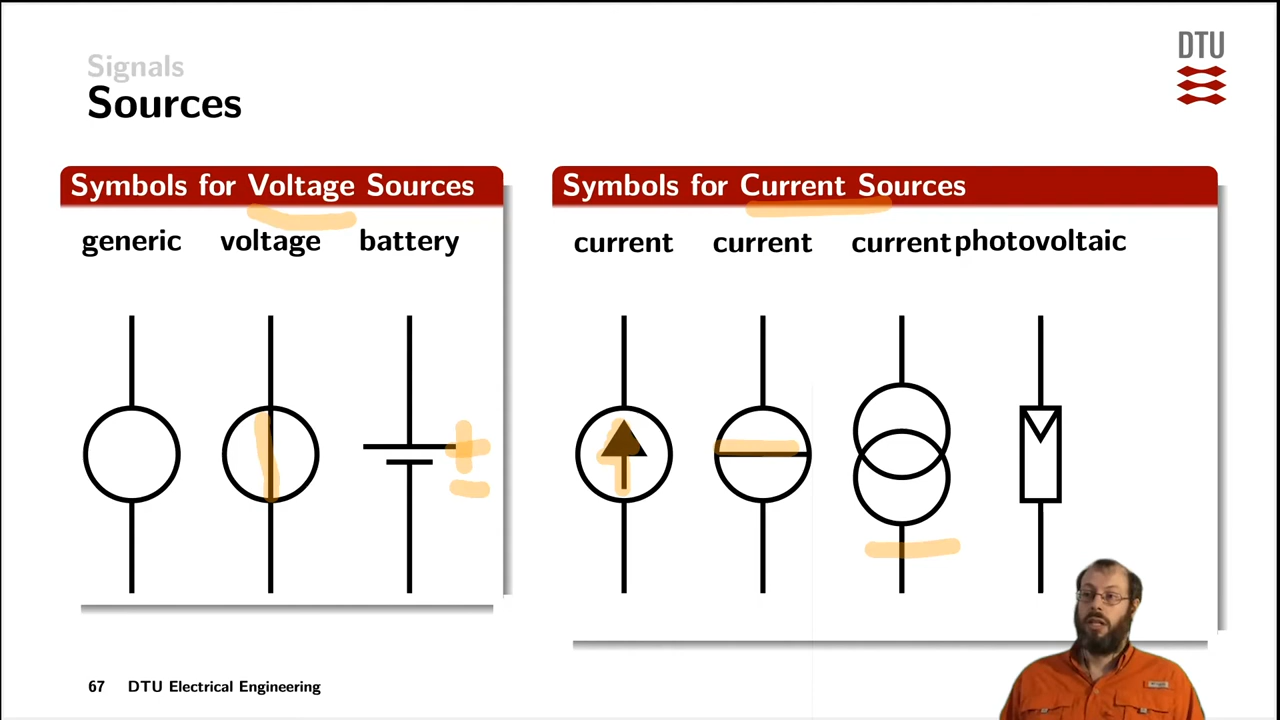 Signals
Sources
DTU
Symbols for Voltage Sources
generic voltage battery
+
−
Symbols for Current Sources
current current current photovoltaic
67 DTU Electrical Engineering